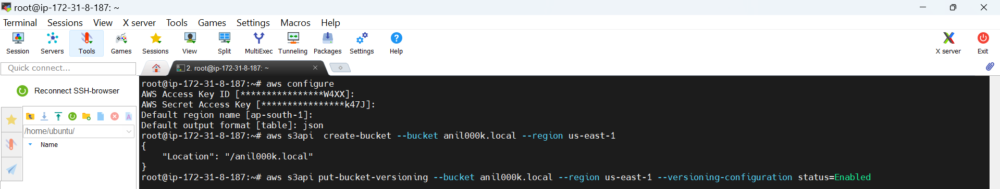 root@ip-172-31-8-187: ~
Terminal Sessions View X server Tools Games Settings Macros Help
Session Servers Tools Games Sessions View Split MultiExec Tunneling Packages Settings Help X server Exit
Quick connect...
2. root@ip-172-31-8-187: ~
Reconnect SSH-browser
/home/ubuntu/
Name
root@ip-172-31-8-187:~# aws configure
AWS Access Key ID [****************W4XX]:
AWS Secret Access Key [****************k47J]:
Default region name [ap-south-1]:
Default output format [table]: json
root@ip-172-31-8-187:~# aws s3api  create-bucket --bucket anil000k.local --region us-east-1
{
    "Location": "/anil000k.local"
}
root@ip-172-31-8-187:~# aws s3api put-bucket-versioning --bucket anil000k.local --region us-east-1 --versioning-configuration status=Enabled